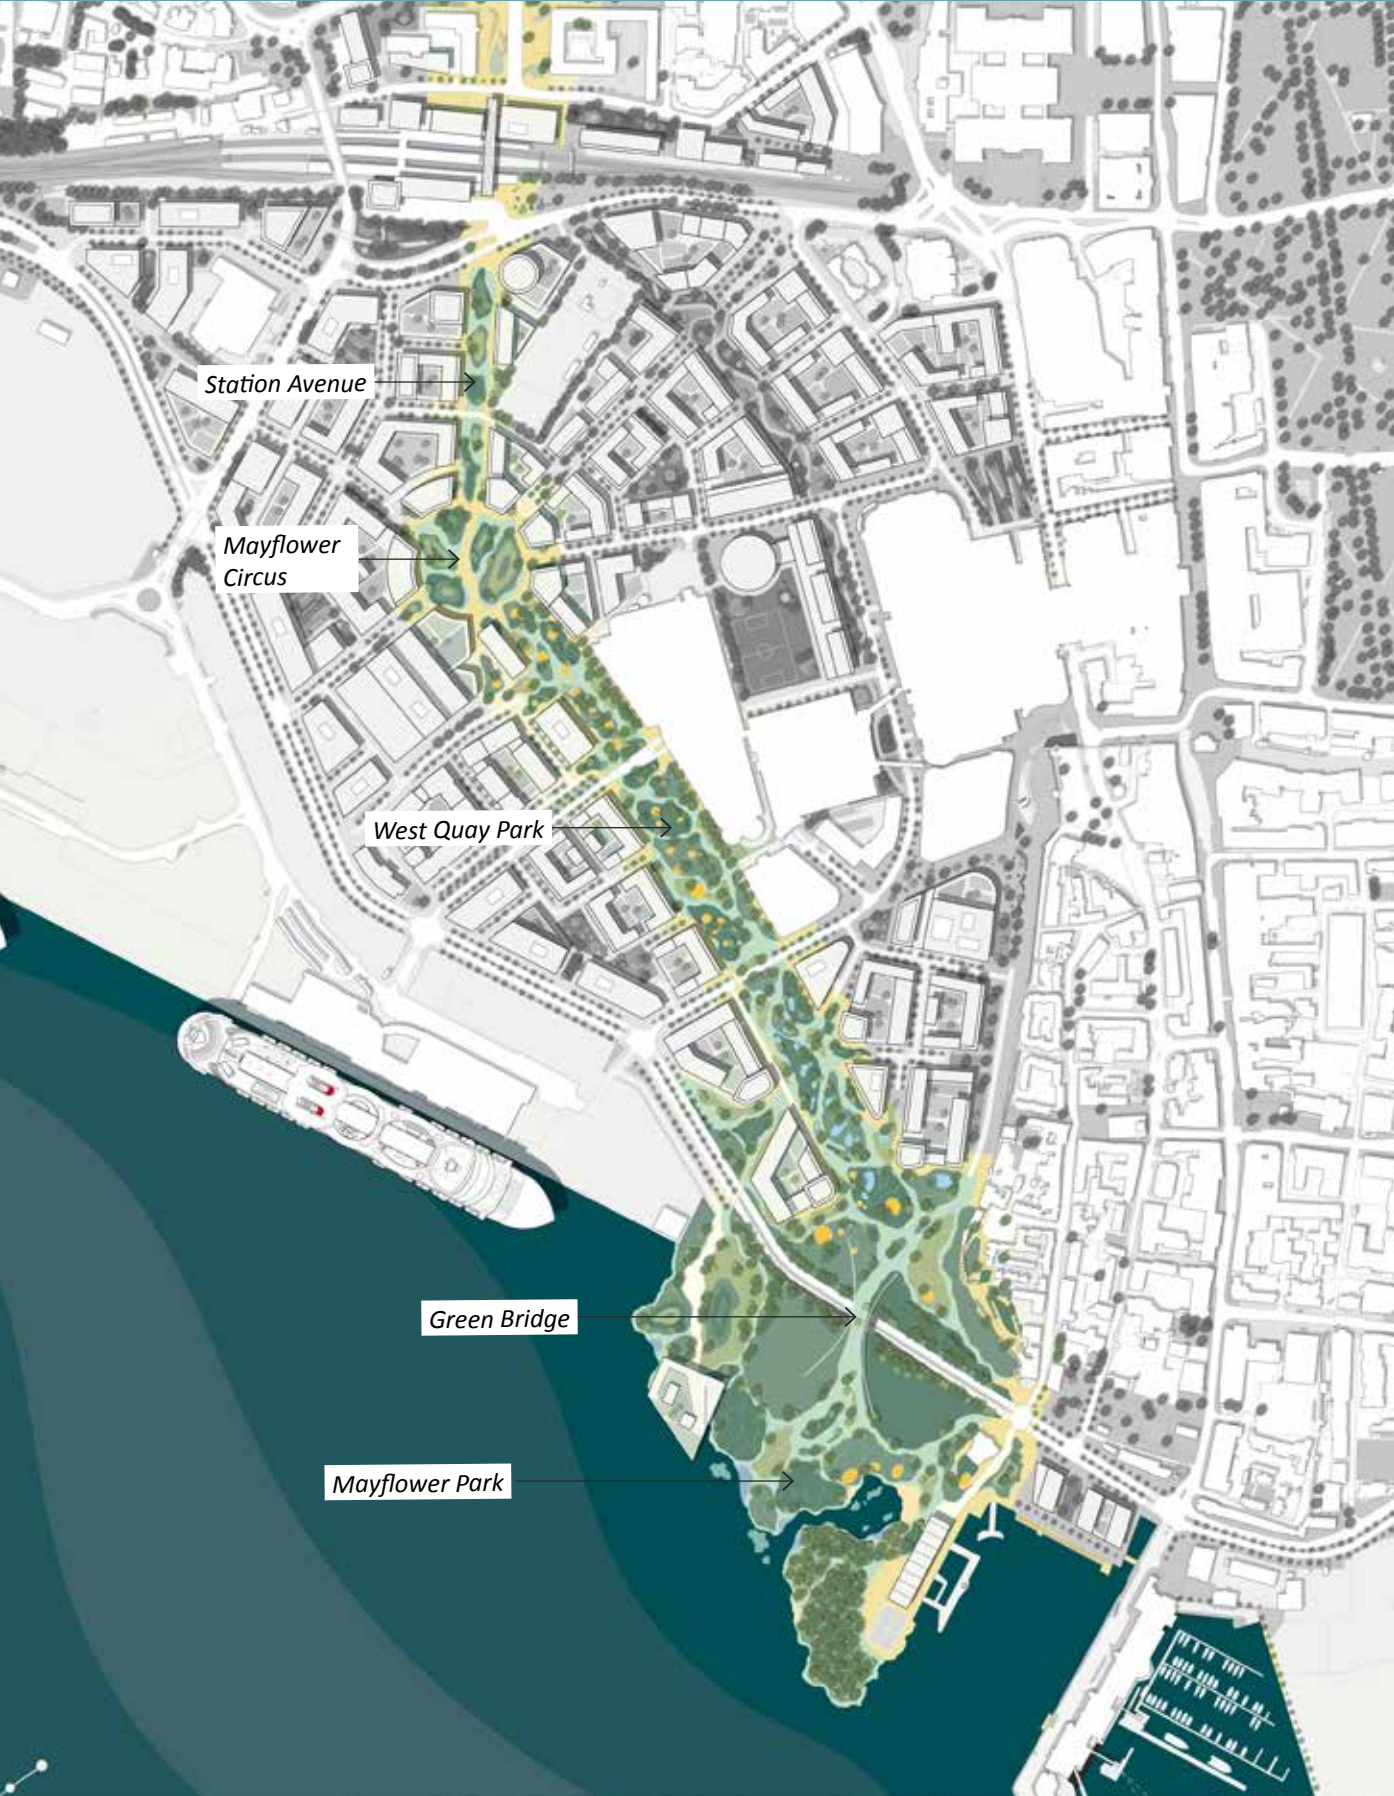 Station Avenue
Mayflower
Circus
West Quay Park
Green Bridge
Mayflower Park